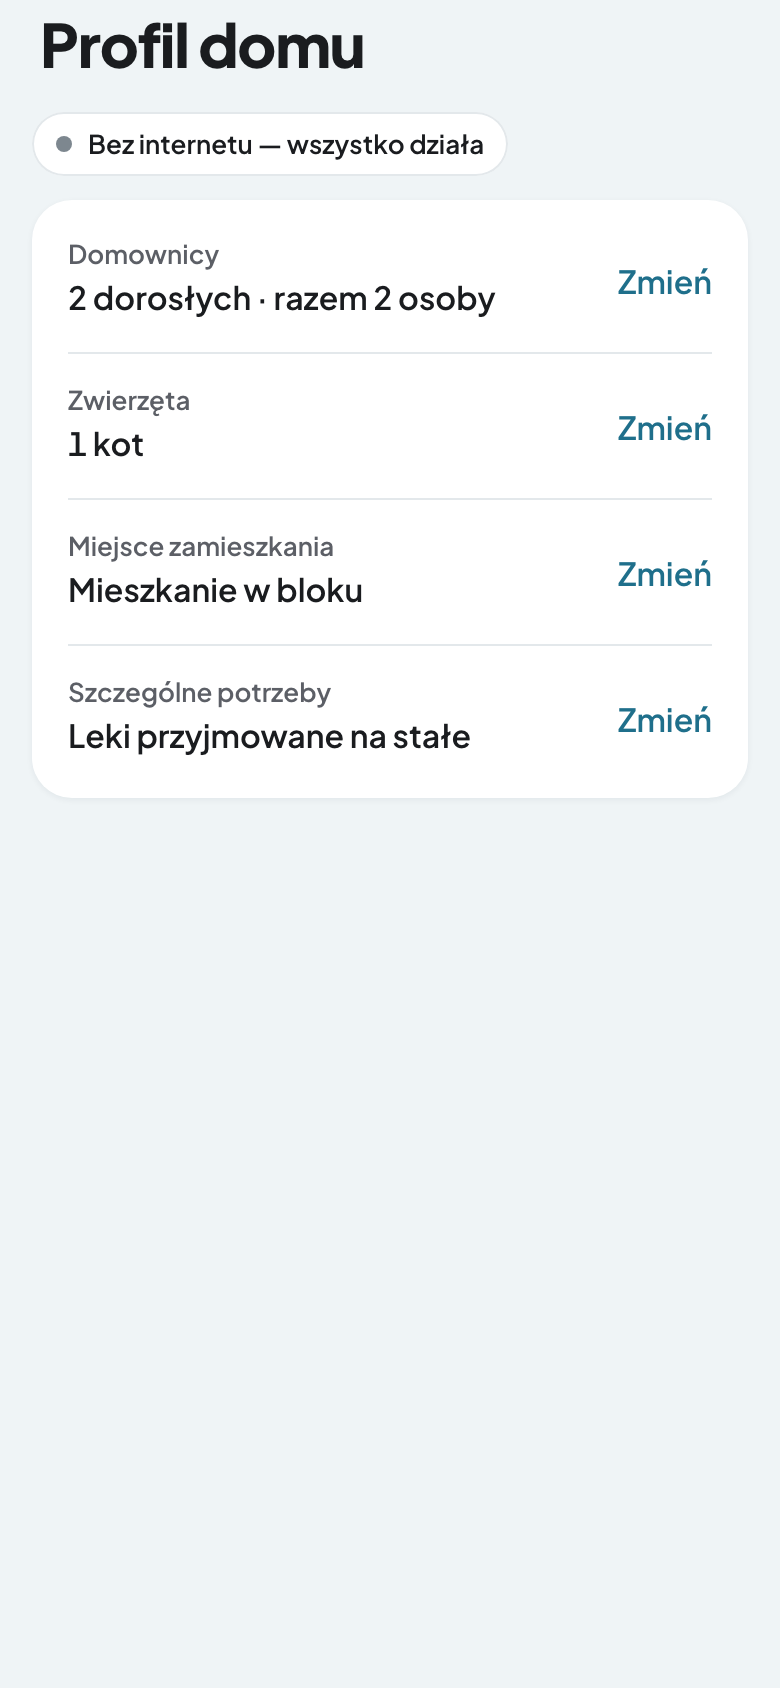 Profil domu
Bez internetu — wszystko działa
Domownicy
2 dorosłych · razem 2 osoby
Zmień
Zwierzęta
1 kot
Zmień
Miejsce zamieszkania
Mieszkanie w bloku
Zmień
Szczególne potrzeby
Leki przyjmowane na stałe
Zmień